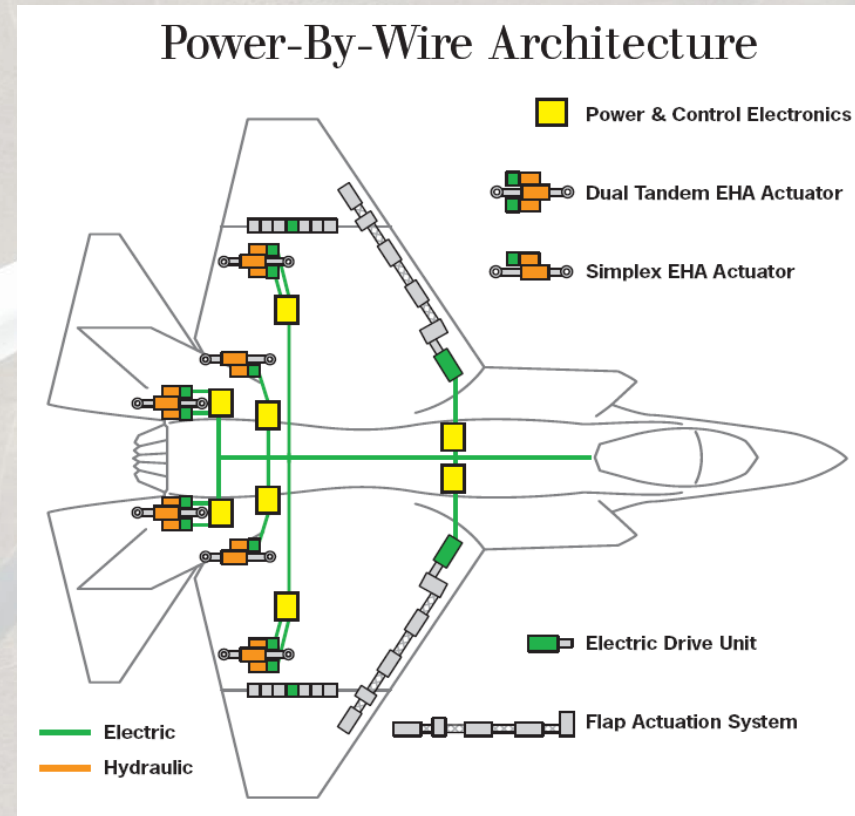 Power-By-Wire Architecture
Power & Control Electronics
Dual Tandem EHA Actuator
Simplex EHA Actuator
Electric Drive Unit
Flap Actuation System
Electric
Hydraulic